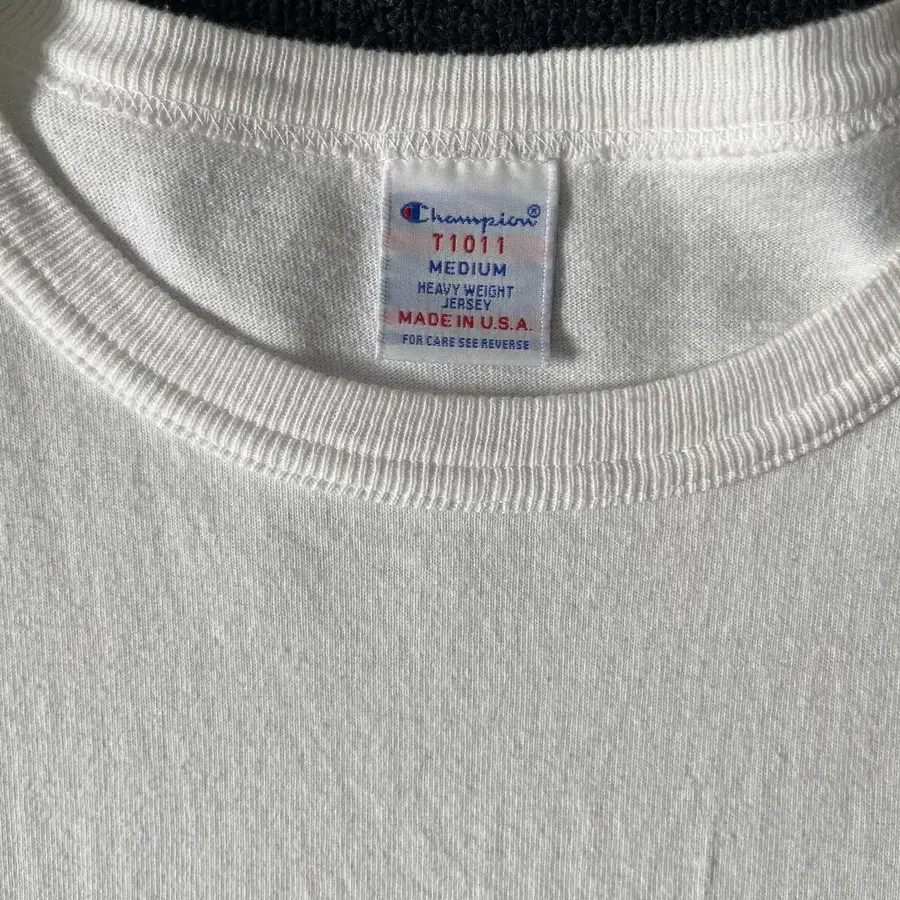 Champion®
T1011
MEDIUM
HEAVY WEIGHT
JERSEY
MADE IN U.S.A.
FOR CARE SEE REVERSE